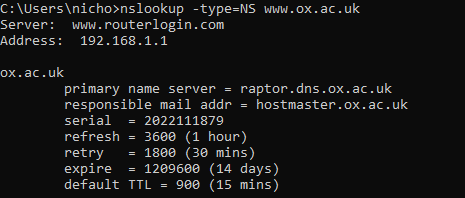 C:\Users\nicho>nslookup -type=NS www.ox.ac.uk
Server:  www.routerlogin.com
Address:  192.168.1.1

ox.ac.uk
        primary name server = raptor.dns.ox.ac.uk
        responsible mail addr = hostmaster.ox.ac.uk
        serial  = 2022111879
        refresh = 3600 (1 hour)
        retry   = 1800 (30 mins)
        expire  = 1209600 (14 days)
        default TTL = 900 (15 mins)